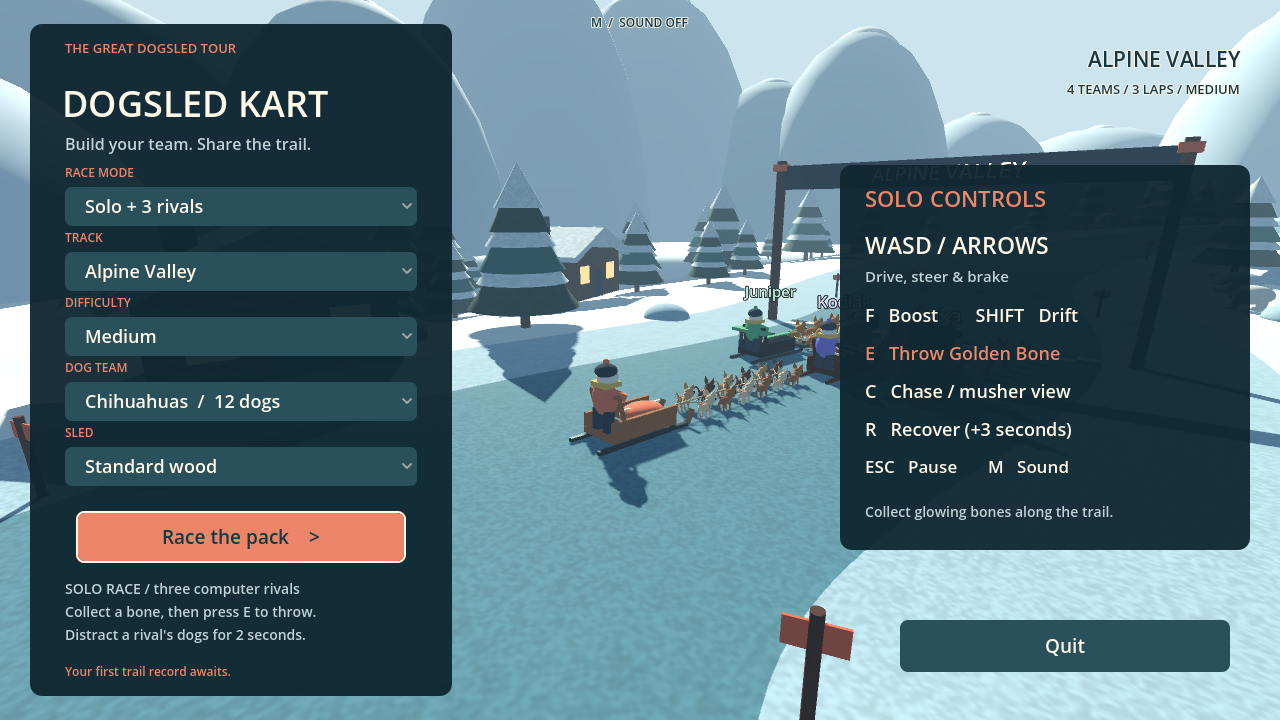 M / SOUND OFF
THE GREAT DOGSLED TOUR
DOGSLED KART
Build your team. Share the trail.
RACE MODE
Solo + 3 rivals
TRACK
Alpine Valley
DIFFICULTY
Medium
DOG TEAM
Chihuahuas / 12 dogs
SLED
Standard wood
Race the pack >
SOLO RACE / three computer rivals
Collect a bone, then press E to throw.
Distract a rival's dogs for 2 seconds.
Your first trail record awaits.
ALPINE VALLEY
4 TEAMS / 3 LAPS / MEDIUM
ALPINE VALLEY
Juniper
SOLO CONTROLS
WASD / ARROWS
Drive, steer & brake
F Boost SHIFT Drift
E Throw Golden Bone
C Chase / musher view
R Recover (+3 seconds)
ESC Pause M Sound
Collect glowing bones along the trail.
Quit